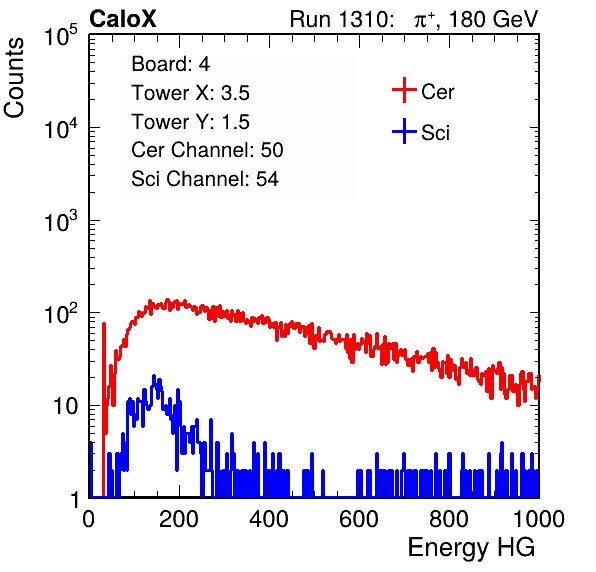 CaloX Run 1310: π⁺, 180 GeV
Counts
10⁵
10⁴
10³
10²
10
1
Board: 4
Tower X: 3.5
Tower Y: 1.5
Cer Channel: 50
Sci Channel: 54
Cer
Sci
0 200 400 600 800 1000
Energy HG